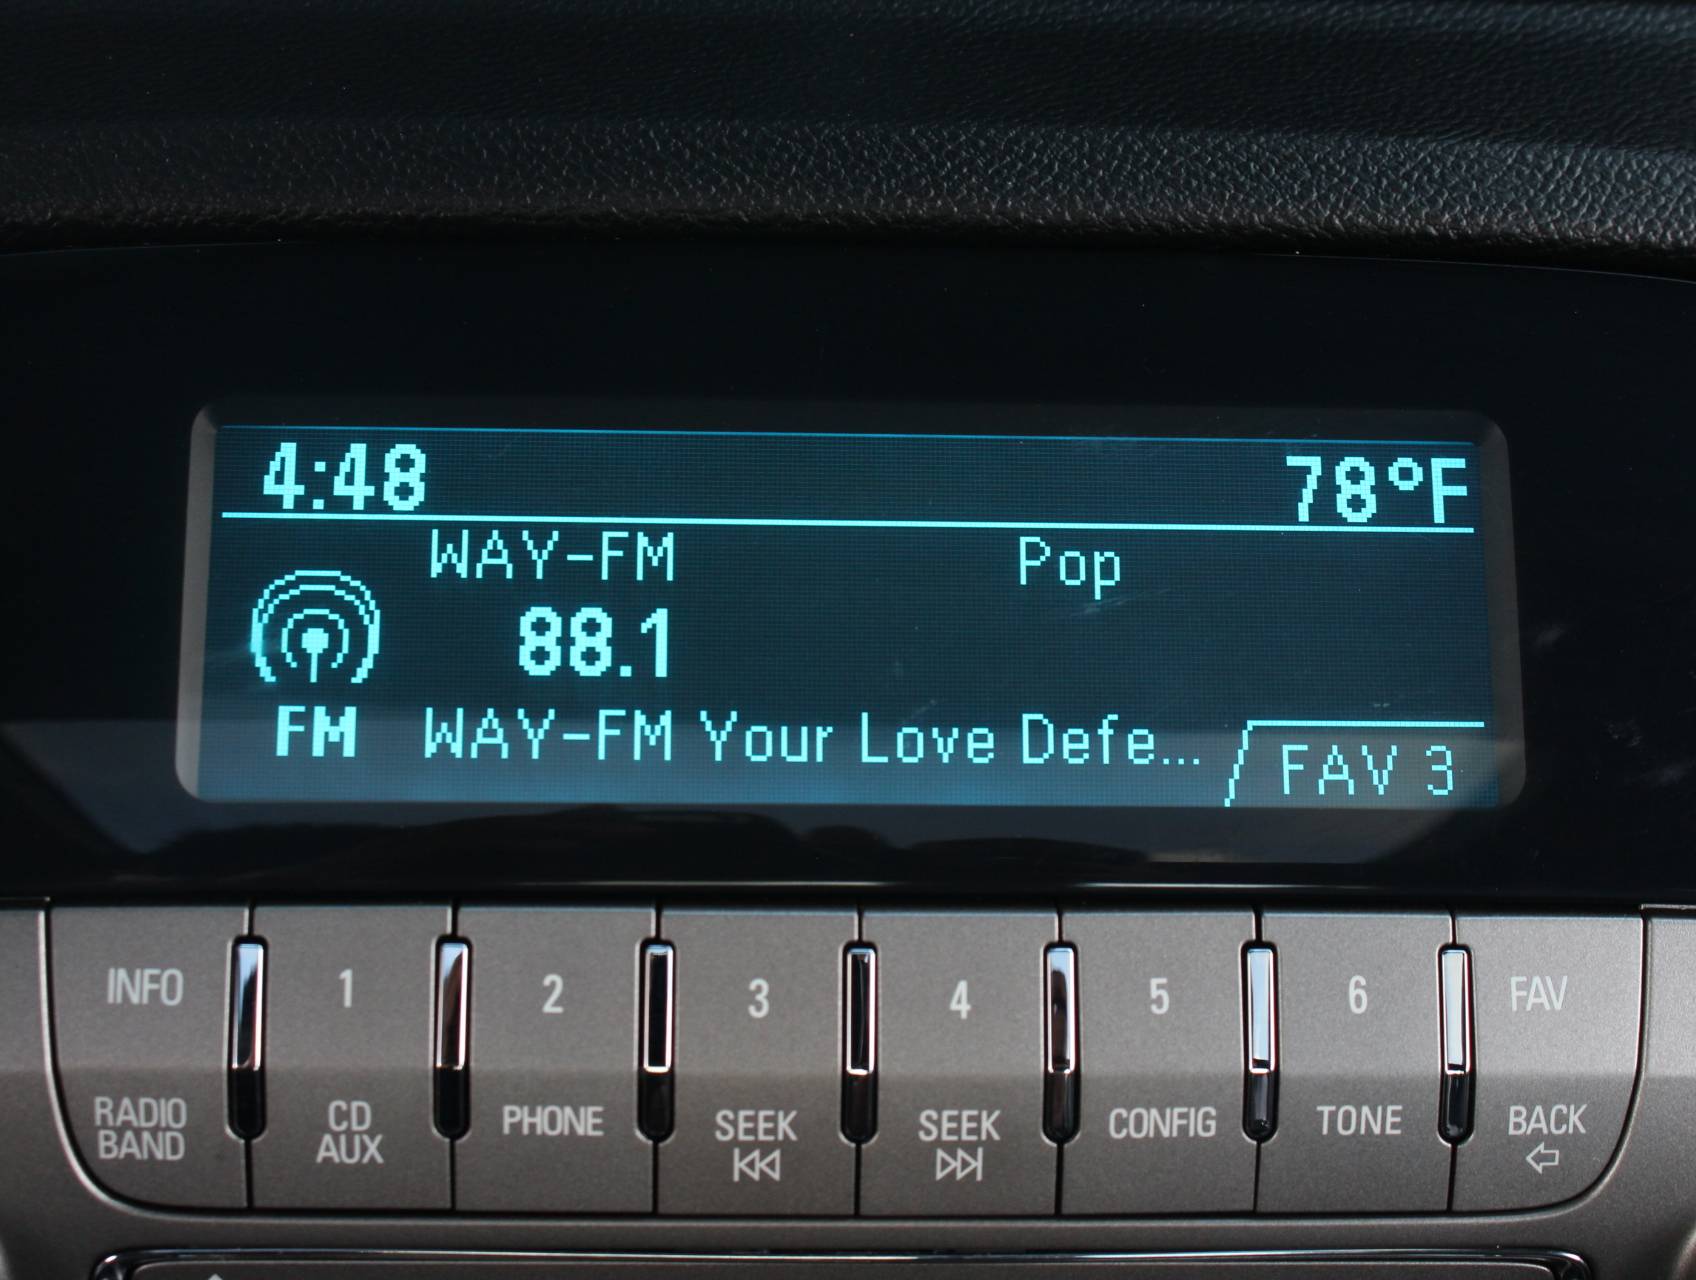 4:48 78°F
WAY-FM Pop
88.1
FM WAY-FM Your Love Defe...
FAV 3
INFO 1 2 3 4 5 6 FAV
RADIO BAND CD AUX PHONE SEEK SEEK CONFIG TONE BACK